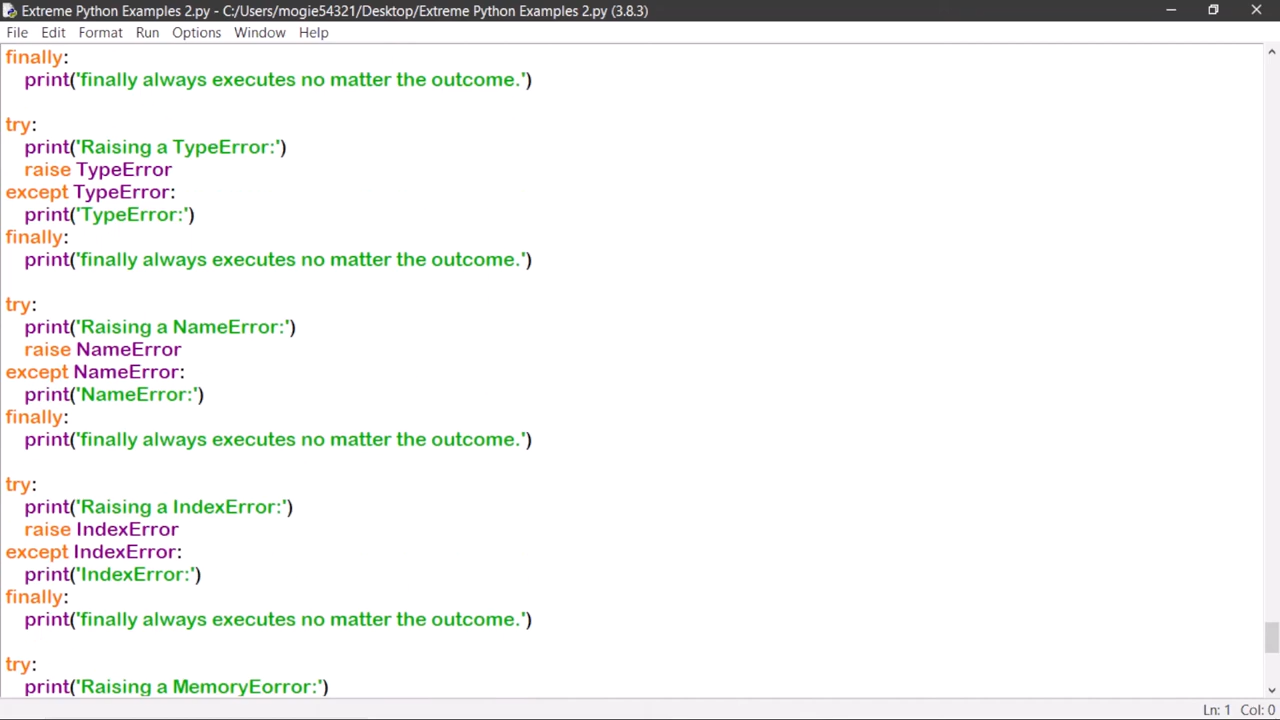 Extreme Python Examples 2.py - C:/Users/mogie54321/Desktop/Extreme Python Examples 2.py (3.8.3)
File Edit Format Run Options Window Help
finally:
print('finally always executes no matter the outcome.')
try:
print('Raising a TypeError:')
raise TypeError
except TypeError:
print('TypeError:')
finally:
print('finally always executes no matter the outcome.')
try:
print('Raising a NameError:')
raise NameError
except NameError:
print('NameError:')
finally:
print('finally always executes no matter the outcome.')
try:
print('Raising a IndexError:')
raise IndexError
except IndexError:
print('IndexError:')
finally:
print('finally always executes no matter the outcome.')
try:
print('Raising a MemoryEorror:')
Ln: 1 Col: 0